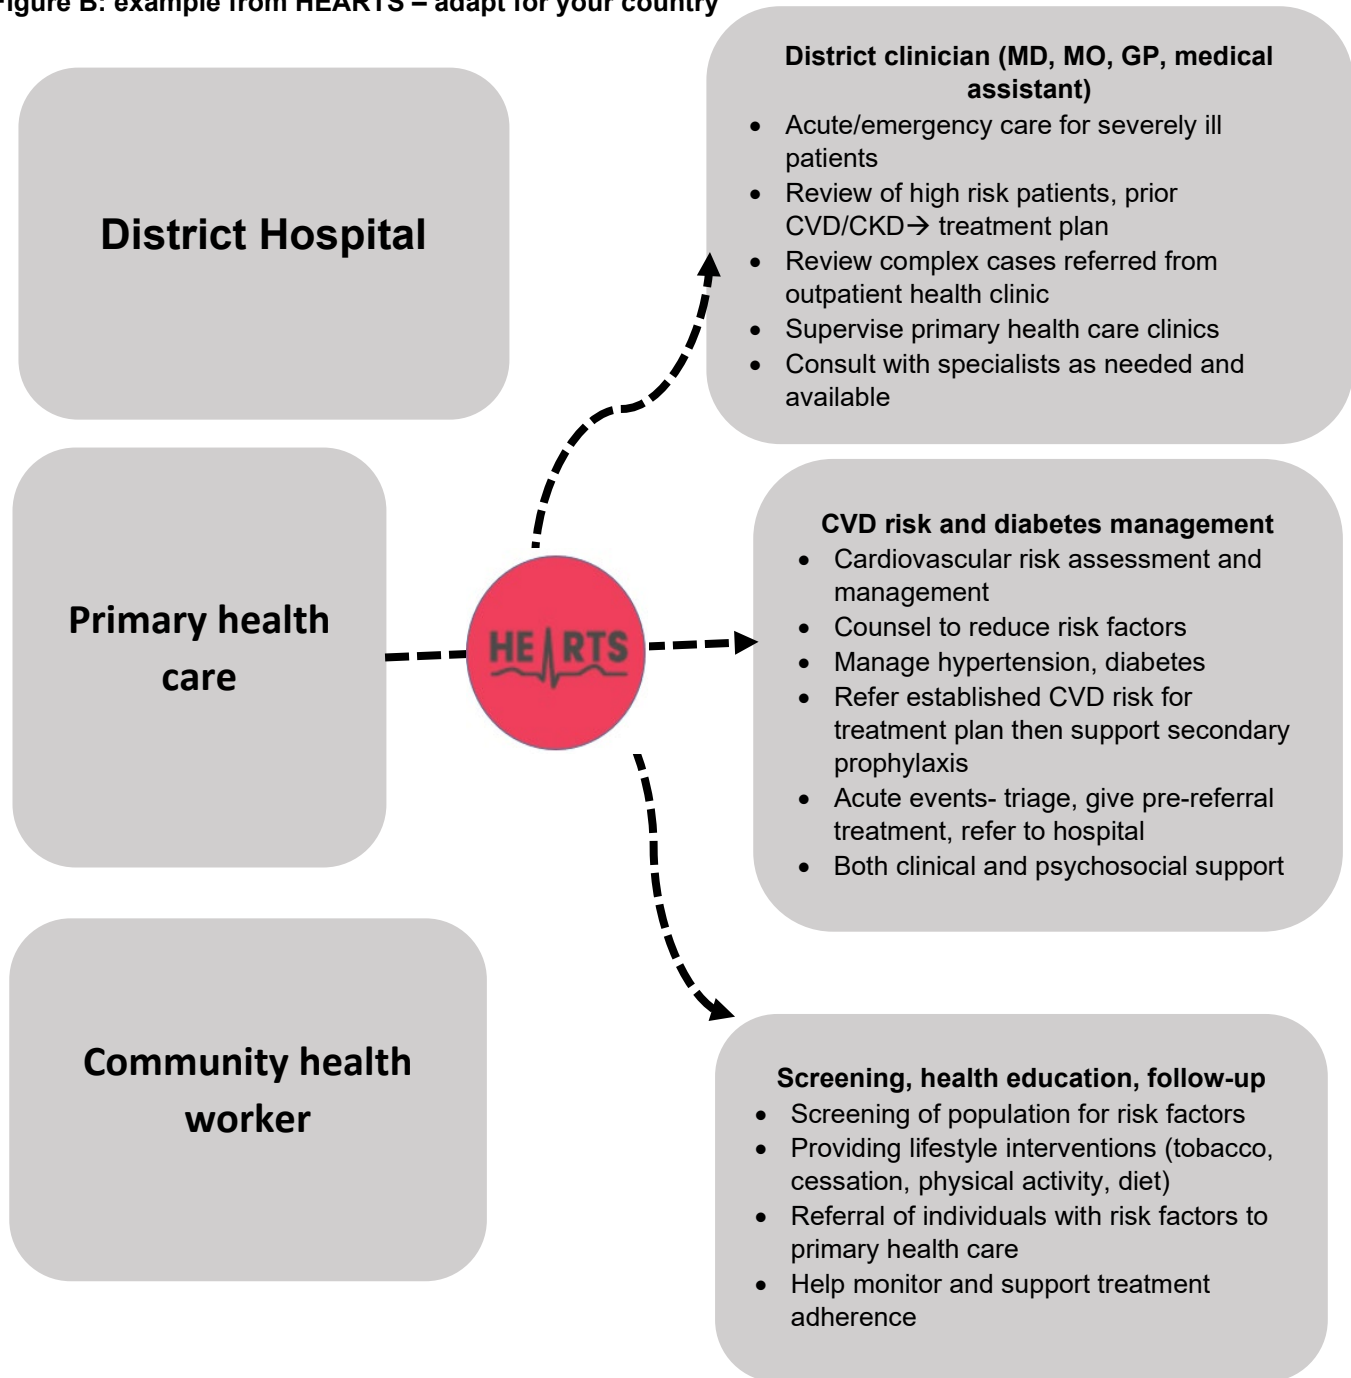 Figure B: example from HEARTS – adapt for your country
District Hospital
District clinician (MD, MO, GP, medical
assistant)
• Acute/emergency care for severely ill
patients
• Review of high risk patients, prior
CVD/CKD→ treatment plan
• Review complex cases referred from
outpatient health clinic
• Supervise primary health care clinics
• Consult with specialists as needed and
available
Primary health
care
HEARTS
CVD risk and diabetes management
• Cardiovascular risk assessment and
management
• Counsel to reduce risk factors
• Manage hypertension, diabetes
• Refer established CVD risk for
treatment plan then support secondary
prophylaxis
• Acute events- triage, give pre-referral
treatment, refer to hospital
• Both clinical and psychosocial support
Community health
worker
Screening, health education, follow-up
• Screening of population for risk factors
• Providing lifestyle interventions (tobacco,
cessation, physical activity, diet)
• Referral of individuals with risk factors to
primary health care
• Help monitor and support treatment
adherence